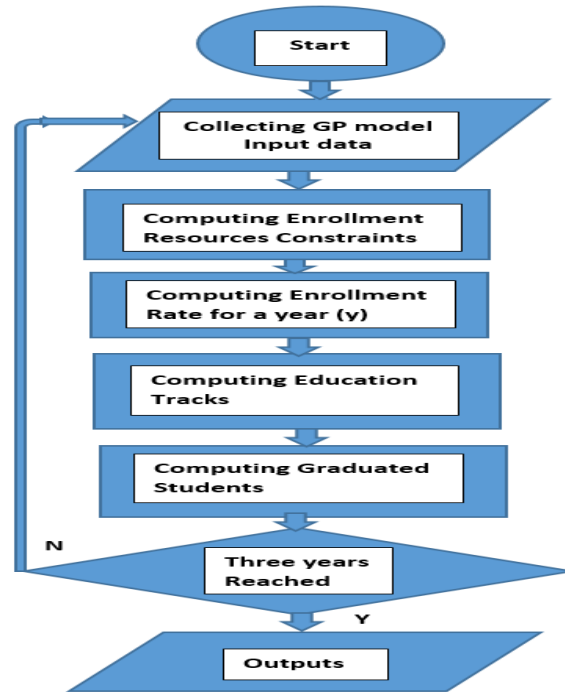 Start
Collecting GP model
Input data
Computing Enrollment
Resources Constraints
Computing Enrollment
Rate for a year (y)
Computing Education
Tracks
Computing Graduated
Students
N
Three years
Reached
Y
Outputs